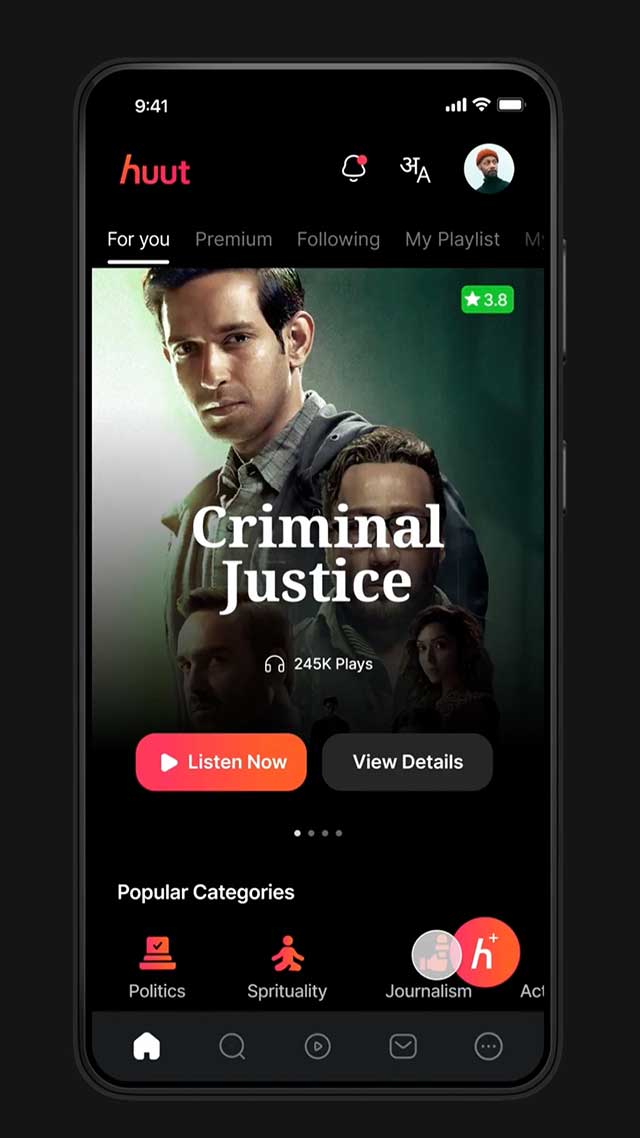 9:41
huut
अA
For you Premium Following My Playlist My
3.8
Criminal
Justice
245K Plays
Listen Now View Details
Popular Categories
h+
Politics Sprituality Journalism Act